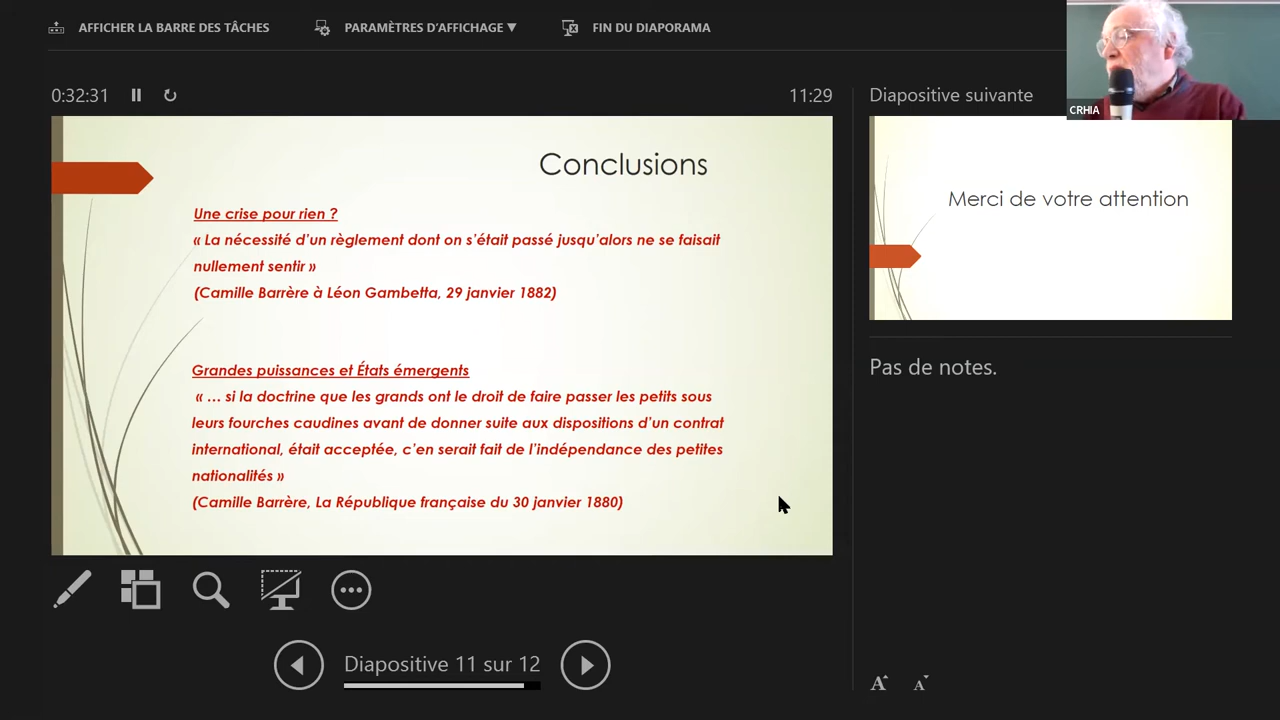 AFFICHER LA BARRE DES TÂCHES
PARAMÈTRES D'AFFICHAGE ▼
FIN DU DIAPORAMA
CRHIA
0:32:31
11:29
Conclusions
Une crise pour rien ?
« La nécessité d'un règlement dont on s'était passé jusqu'alors ne se faisait
nullement sentir »
(Camille Barrère à Léon Gambetta, 29 janvier 1882)
Grandes puissances et États émergents
« … si la doctrine que les grands ont le droit de faire passer les petits sous
leurs fourches caudines avant de donner suite aux dispositions d'un contrat
international, était acceptée, c'en serait fait de l'indépendance des petites
nationalités »
(Camille Barrère, La République française du 30 janvier 1880)
Diapositive 11 sur 12
Diapositive suivante
Merci de votre attention
Pas de notes.
A A